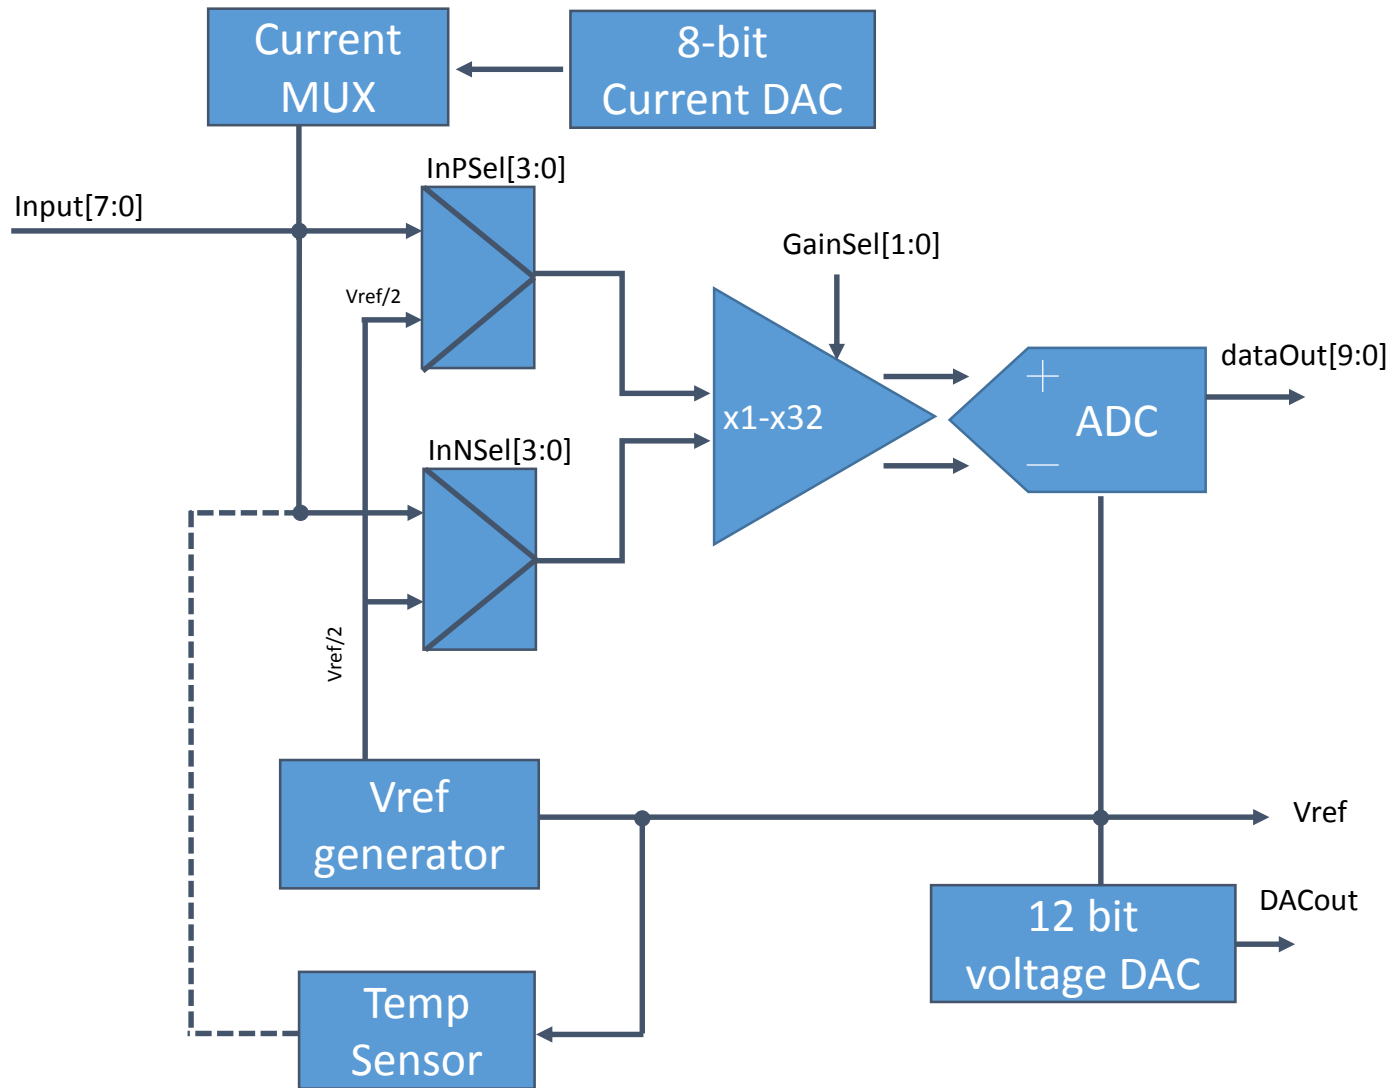 Current
MUX
8-bit
Current DAC
InPSel[3:0]
Input[7:0]
GainSel[1:0]
Vref/2
dataOut[9:0]
x1-x32
+
ADC
−
InNSel[3:0]
Vref/2
Vref
generator
Vref
12 bit
voltage DAC
DACout
Temp
Sensor